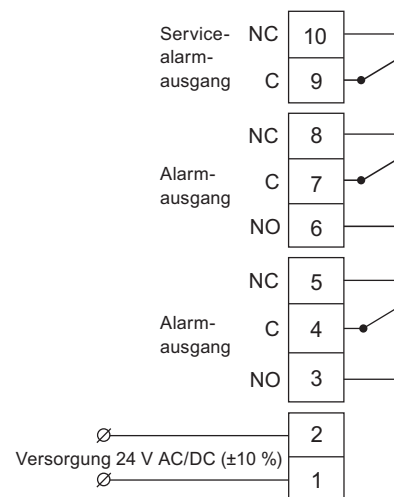 Service-
alarm-
ausgang
NC 10
C 9
Alarm-
ausgang
NC 8
C 7
NO 6
Alarm-
ausgang
NC 5
C 4
NO 3
2
Versorgung 24 V AC/DC (±10 %)
1